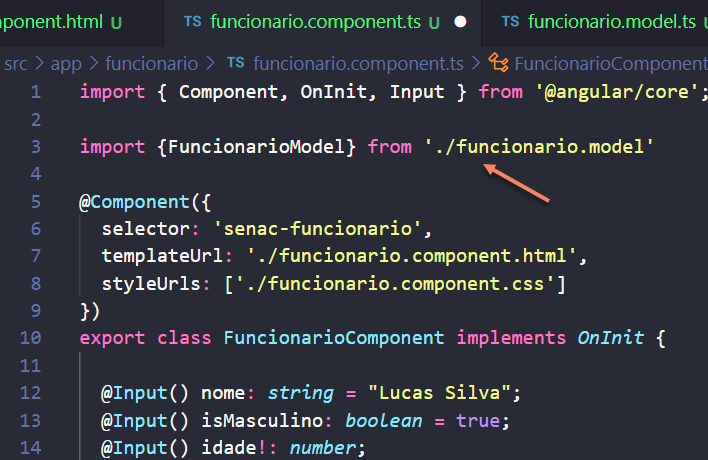 ponent.html U
TS funcionario.component.ts U
TS funcionario.model.ts U
src > app > funcionario > TS funcionario.component.ts > FuncionarioComponent
1 import { Component, OnInit, Input } from '@angular/core';
2
3 import {FuncionarioModel} from './funcionario.model'
4
5 @Component({
6 selector: 'senac-funcionario',
7 templateUrl: './funcionario.component.html',
8 styleUrls: ['./funcionario.component.css']
9 })
10 export class FuncionarioComponent implements OnInit {
11
12 @Input() nome: string = "Lucas Silva";
13 @Input() isMasculino: boolean = true;
14 @Input() idade!: number;